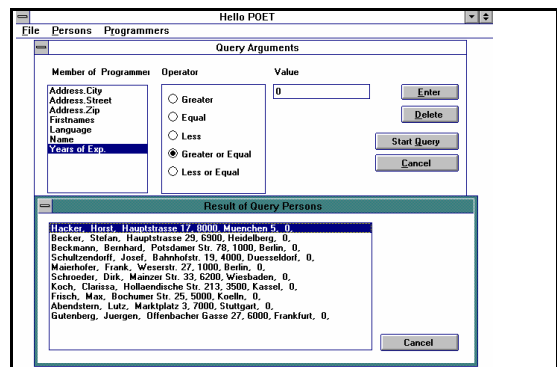 Hello POET
File Persons Programmers
Query Arguments
Member of Programmer Operator Value
Address.City
Address.Street
Address.Zip
Firstnames
Language
Name
Years of Exp.
Greater
Equal
Less
Greater or Equal
Less or Equal
0
Enter
Delete
Start Query
Cancel
Result of Query Persons
Hacker, Horst, Hauptstrasse 17, 8000, Muenchen 5, 0,
Becker, Stefan, Hauptstrasse 29, 6900, Heidelberg, 0,
Beckmann, Bernhard, Potsdamer Str. 78, 1000, Berlin, 0,
Schultzendorff, Josef, Bahnhofstr. 19, 4000, Duesseldorf, 0,
Maierhofer, Frank, Weserstr. 27, 1000, Berlin, 0,
Schroeder, Dirk, Mainzer Str. 33, 6200, Wiesbaden, 0,
Koch, Clarissa, Hollaendische Str. 213, 3500, Kassel, 0,
Frisch, Max, Bochumer Str. 25, 5000, Koelln, 0,
Abendstern, Lutz, Marktplatz 3, 7000, Stuttgart, 0,
Gutenberg, Juergen, Offenbacher Gasse 27, 6000, Frankfurt, 0,
Cancel